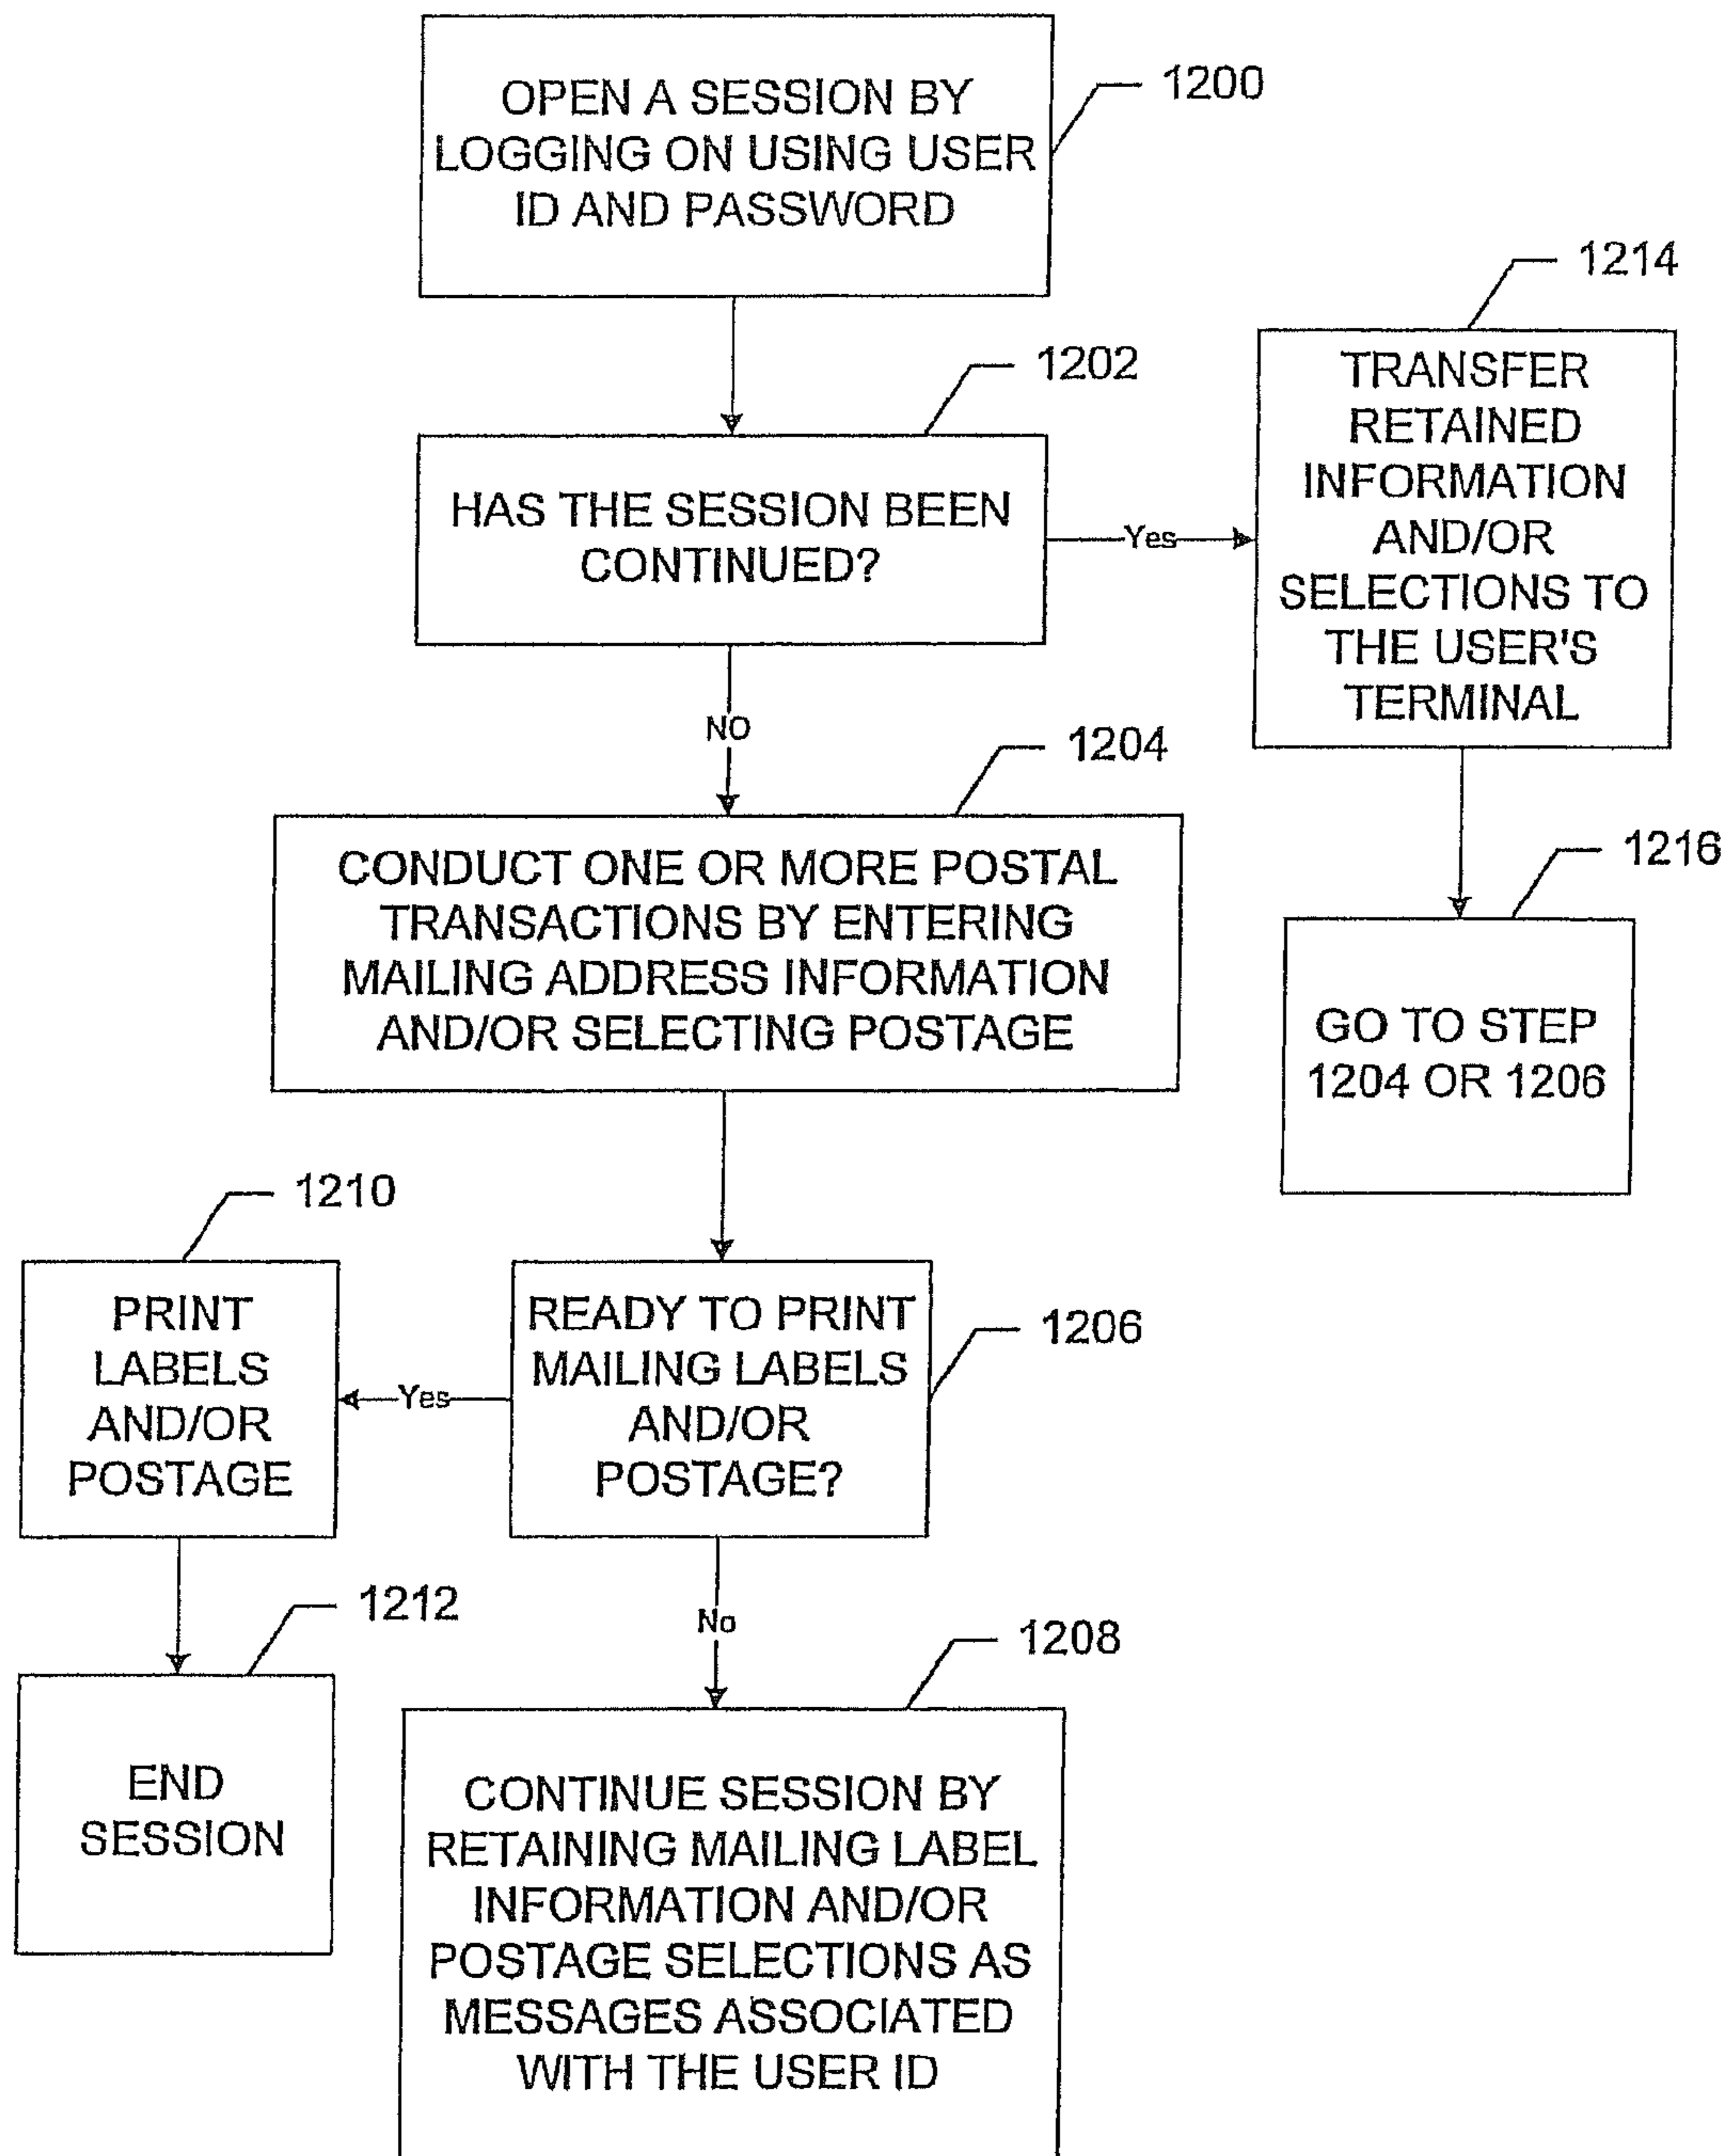 OPEN A SESSION BY
LOGGING ON USING USER
ID AND PASSWORD
1200
HAS THE SESSION BEEN
CONTINUED?
1202
Yes
TRANSFER
RETAINED
INFORMATION
AND/OR
SELECTIONS TO
THE USER'S
TERMINAL
1214
NO
CONDUCT ONE OR MORE POSTAL
TRANSACTIONS BY ENTERING
MAILING ADDRESS INFORMATION
AND/OR SELECTING POSTAGE
1204
GO TO STEP
1204 OR 1206
1216
READY TO PRINT
MAILING LABELS
AND/OR
POSTAGE?
1206
Yes
PRINT
LABELS
AND/OR
POSTAGE
1210
END
SESSION
1212
No
CONTINUE SESSION BY
RETAINING MAILING LABEL
INFORMATION AND/OR
POSTAGE SELECTIONS AS
MESSAGES ASSOCIATED
WITH THE USER ID
1208